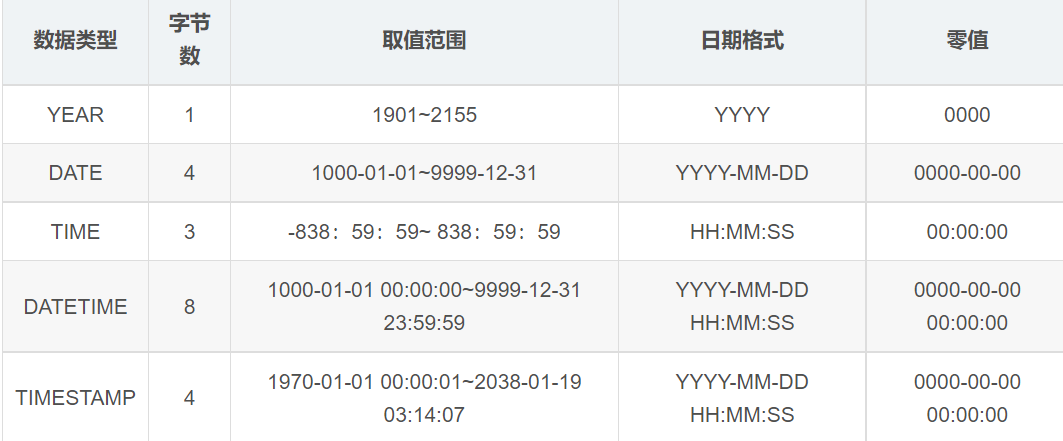 数据类型 字节数 取值范围 日期格式 零值
YEAR 1 1901~2155 YYYY 0000
DATE 4 1000-01-01~9999-12-31 YYYY-MM-DD 0000-00-00
TIME 3 -838：59：59~ 838：59：59 HH:MM:SS 00:00:00
DATETIME 8 1000-01-01 00:00:00~9999-12-31 23:59:59 YYYY-MM-DD HH:MM:SS 0000-00-00 00:00:00
TIMESTAMP 4 1970-01-01 00:00:01~2038-01-19 03:14:07 YYYY-MM-DD HH:MM:SS 0000-00-00 00:00:00